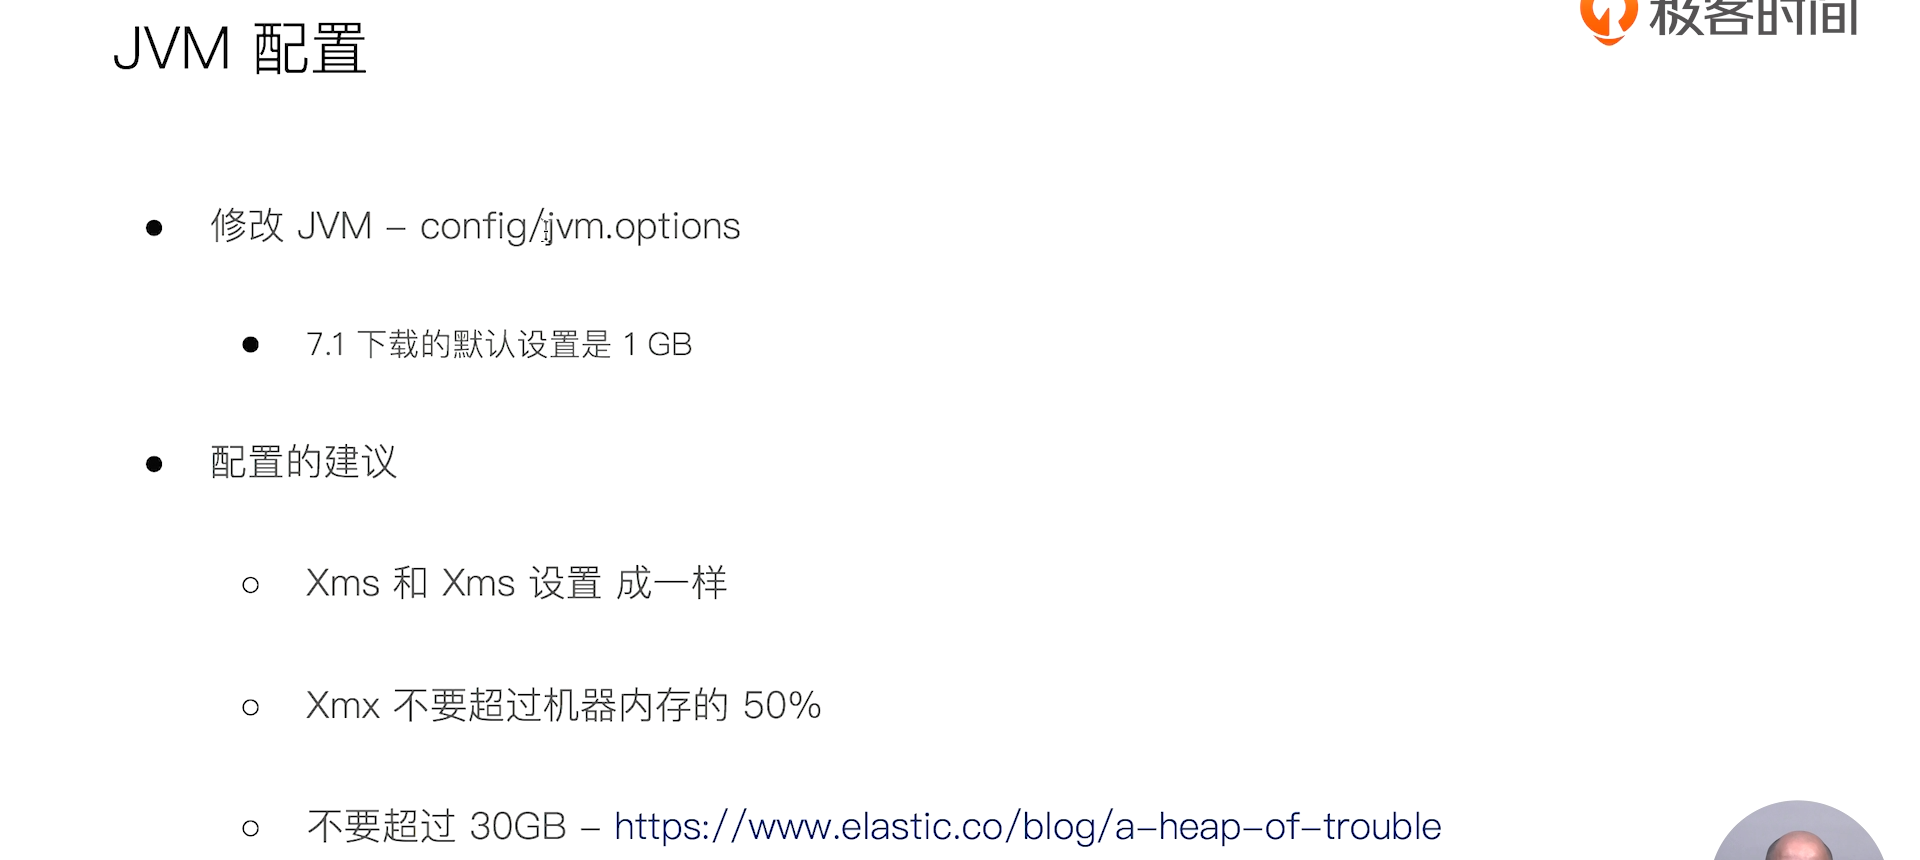 JVM 配置
极客时间
修改 JVM – config/jvm.options
7.1 下载的默认设置是 1 GB
配置的建议
Xms 和 Xms 设置 成一样
Xmx 不要超过机器内存的 50%
不要超过 30GB – https://www.elastic.co/blog/a-heap-of-trouble